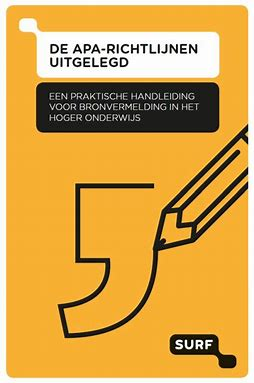 DE APA-RICHTLIJNEN
UITGELEGD
EEN PRAKTISCHE HANDLEIDING
VOOR BRONVERMELDING IN HET
HOGER ONDERWIJS
SURF